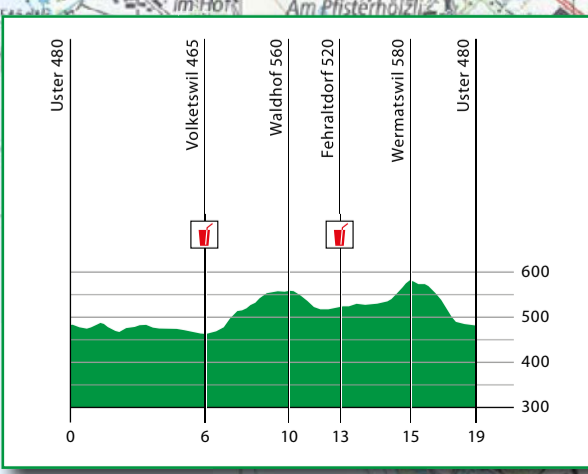 im Hof
Am Pfisterhölzli
Uster 480
Volketswil 465
Waldhof 560
Fehraltdorf 520
Wermatswil 580
Uster 480
600
500
400
300
0 6 10 13 15 19